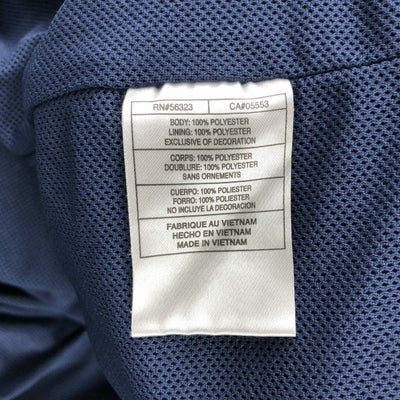 RN#56323 CA#05553
BODY: 100% POLYESTER
LINING: 100% POLYESTER
EXCLUSIVE OF DECORATION
CORPS: 100% POLYESTER
DOUBLURE: 100% POLYESTER
SANS ORNEMENTS
CUERPO: 100% POLIESTER
FORRO: 100% POLIESTER
NO INCLUYE LA DECORACION
FABRIQUE AU VIETNAM
HECHO EN VIETNAM
MADE IN VIETNAM